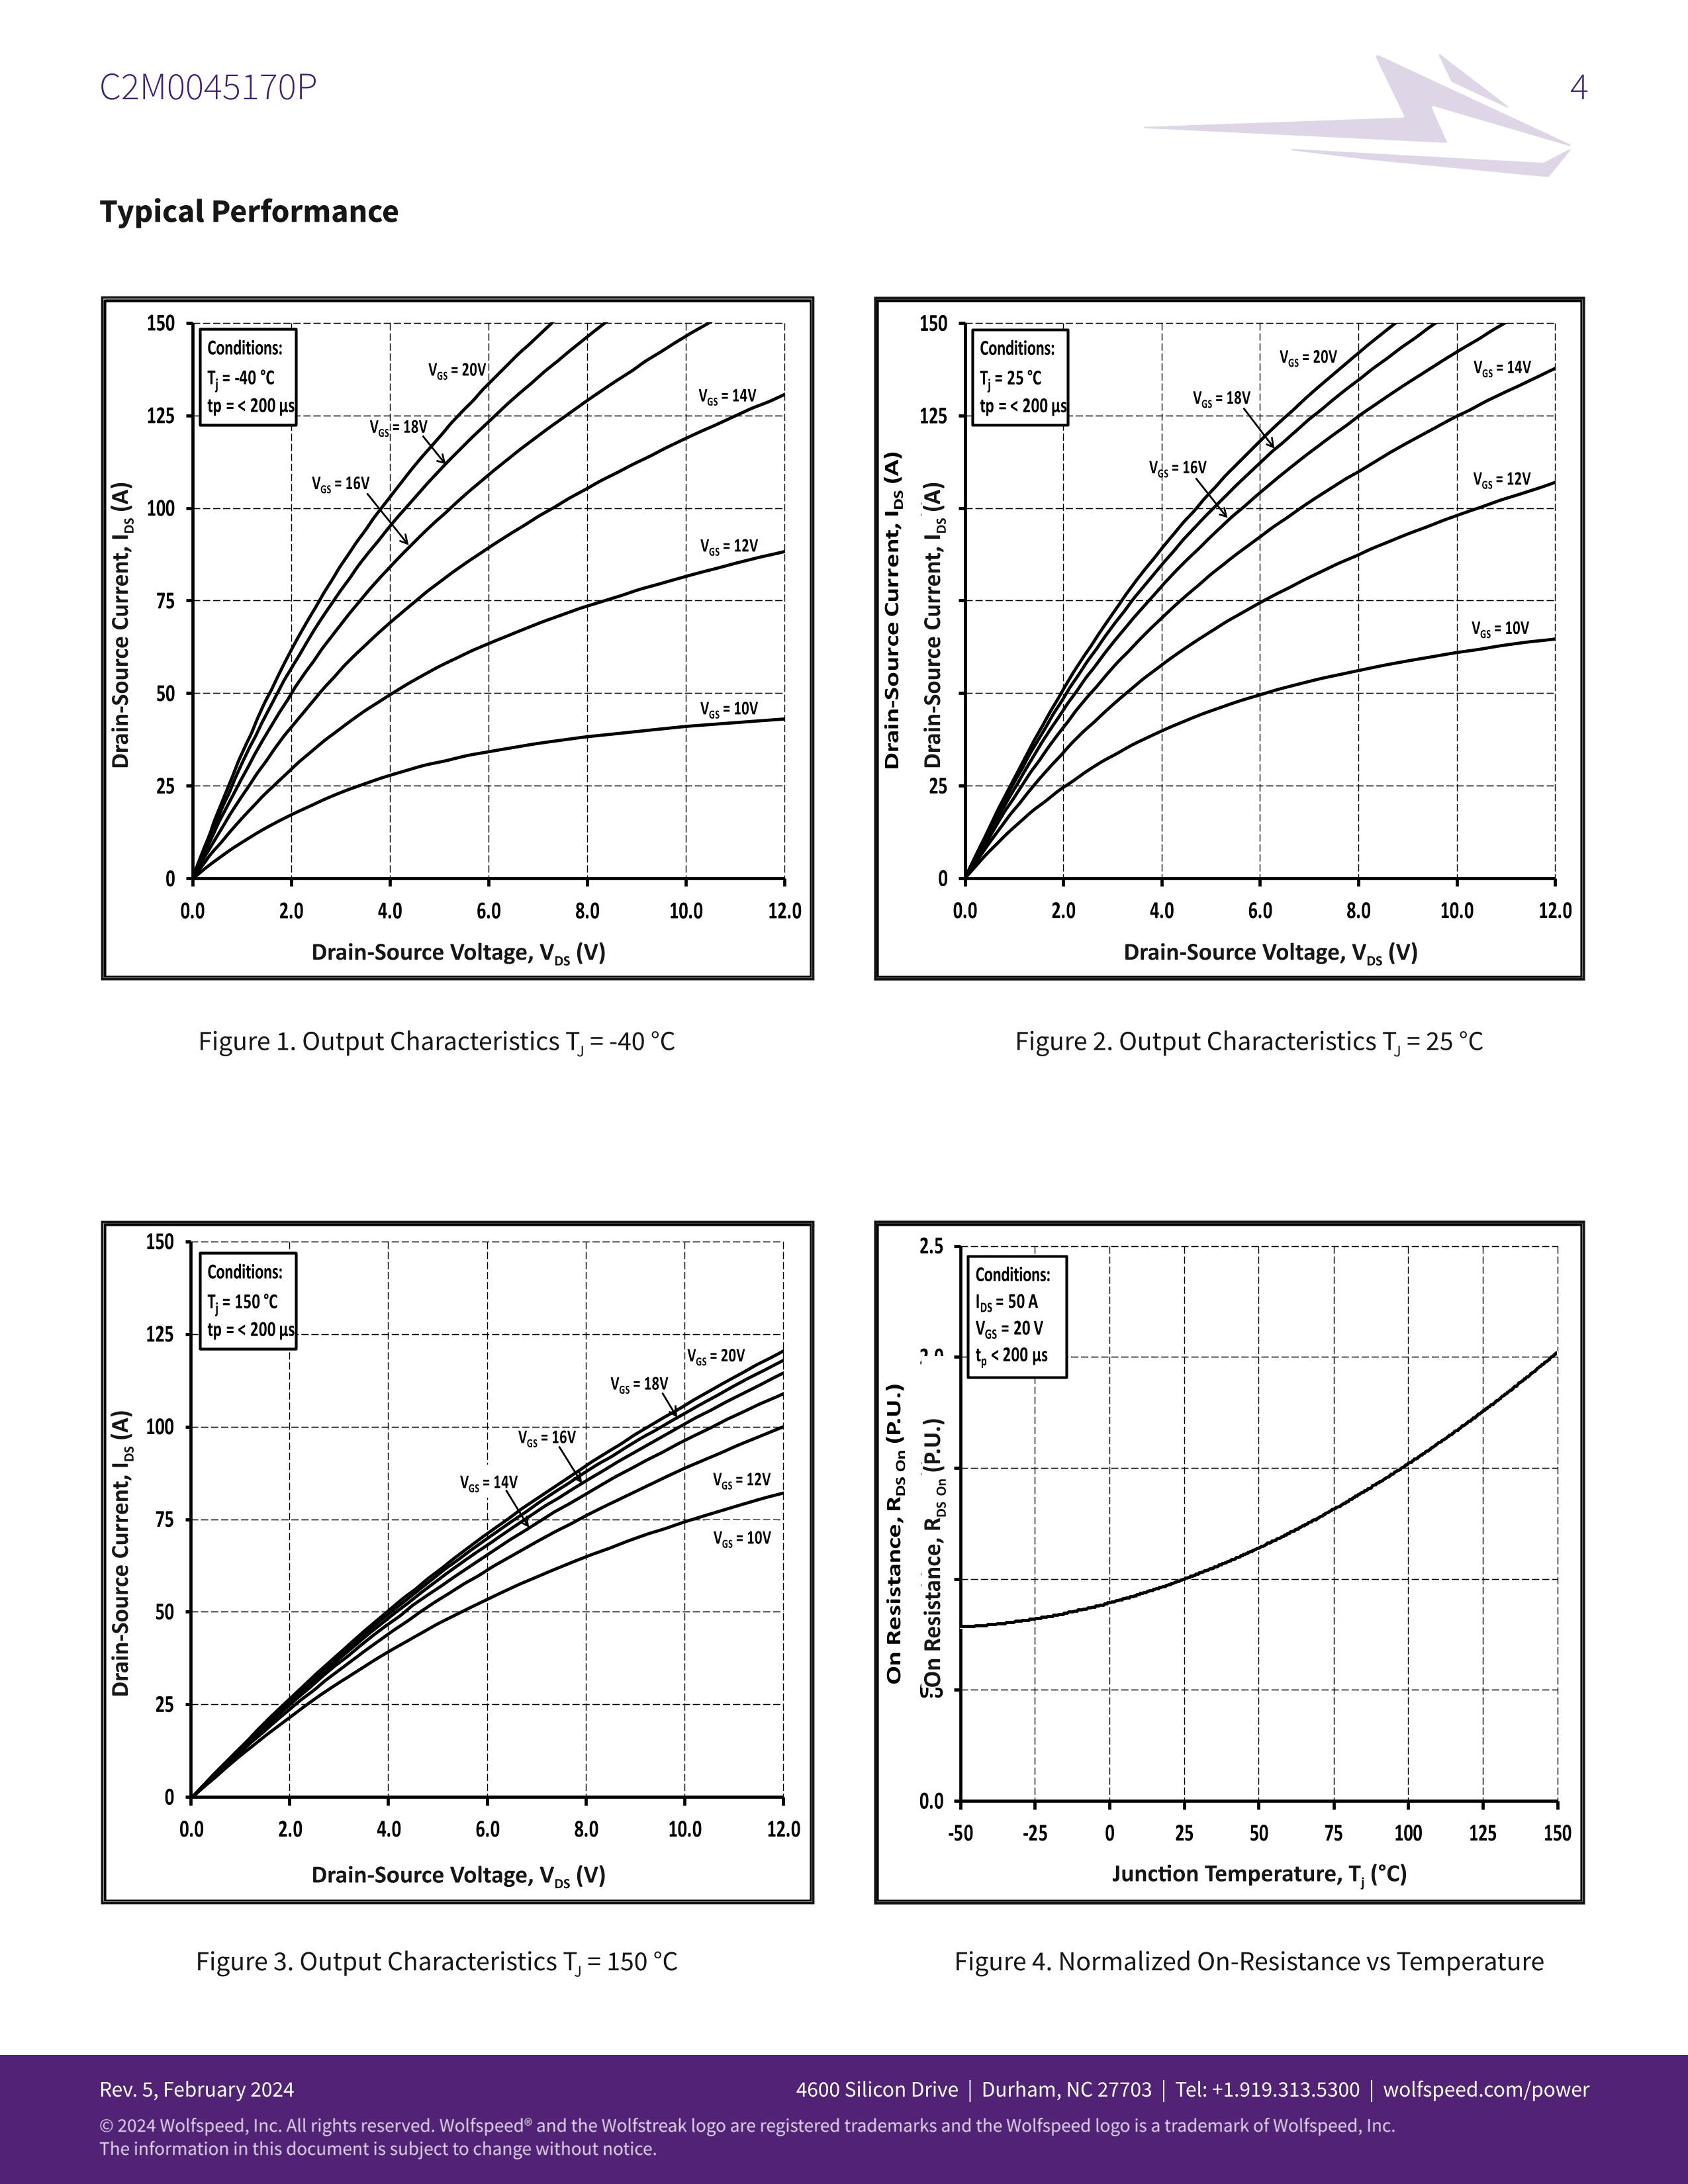 C2M0045170P
4
Typical Performance
150
125
100
75
50
25
0
Conditions:
Tj = -40 °C
tp = < 200 µs
VGS = 20V
VGS = 18V
VGS = 16V
VGS = 14V
VGS = 12V
VGS = 10V
0.0 2.0 4.0 6.0 8.0 10.0 12.0
Drain-Source Current, IDS (A)
Drain-Source Voltage, VDS (V)
Figure 1. Output Characteristics TJ = -40 °C
150
125
25
0
Conditions:
Tj = 25 °C
tp = < 200 µs
VGS = 20V
VGS = 18V
VGS = 16V
VGS = 14V
VGS = 12V
VGS = 10V
0.0 2.0 4.0 6.0 8.0 10.0 12.0
Drain-Source Current, IDS (A)
Drain-Source Current, IDS (A)
Drain-Source Voltage, VDS (V)
Figure 2. Output Characteristics TJ = 25 °C
150
125
100
75
50
25
0
Conditions:
Tj = 150 °C
tp = < 200 µs
VGS = 20V
VGS = 18V
VGS = 16V
VGS = 14V
VGS = 12V
VGS = 10V
0.0 2.0 4.0 6.0 8.0 10.0 12.0
Drain-Source Current, IDS (A)
Drain-Source Voltage, VDS (V)
Figure 3. Output Characteristics TJ = 150 °C
2.5
0.0
Conditions:
IDS = 50 A
VGS = 20 V
tp < 200 µs
-50 -25 0 25 50 75 100 125 150
On Resistance, RDS On (P.U.)
On Resistance, RDS On (P.U.)
Junction Temperature, Tj (°C)
Figure 4. Normalized On-Resistance vs Temperature
Rev. 5, February 2024
4600 Silicon Drive | Durham, NC 27703 | Tel: +1.919.313.5300 | wolfspeed.com/power
© 2024 Wolfspeed, Inc. All rights reserved. Wolfspeed® and the Wolfstreak logo are registered trademarks and the Wolfspeed logo is a trademark of Wolfspeed, Inc.
The information in this document is subject to change without notice.